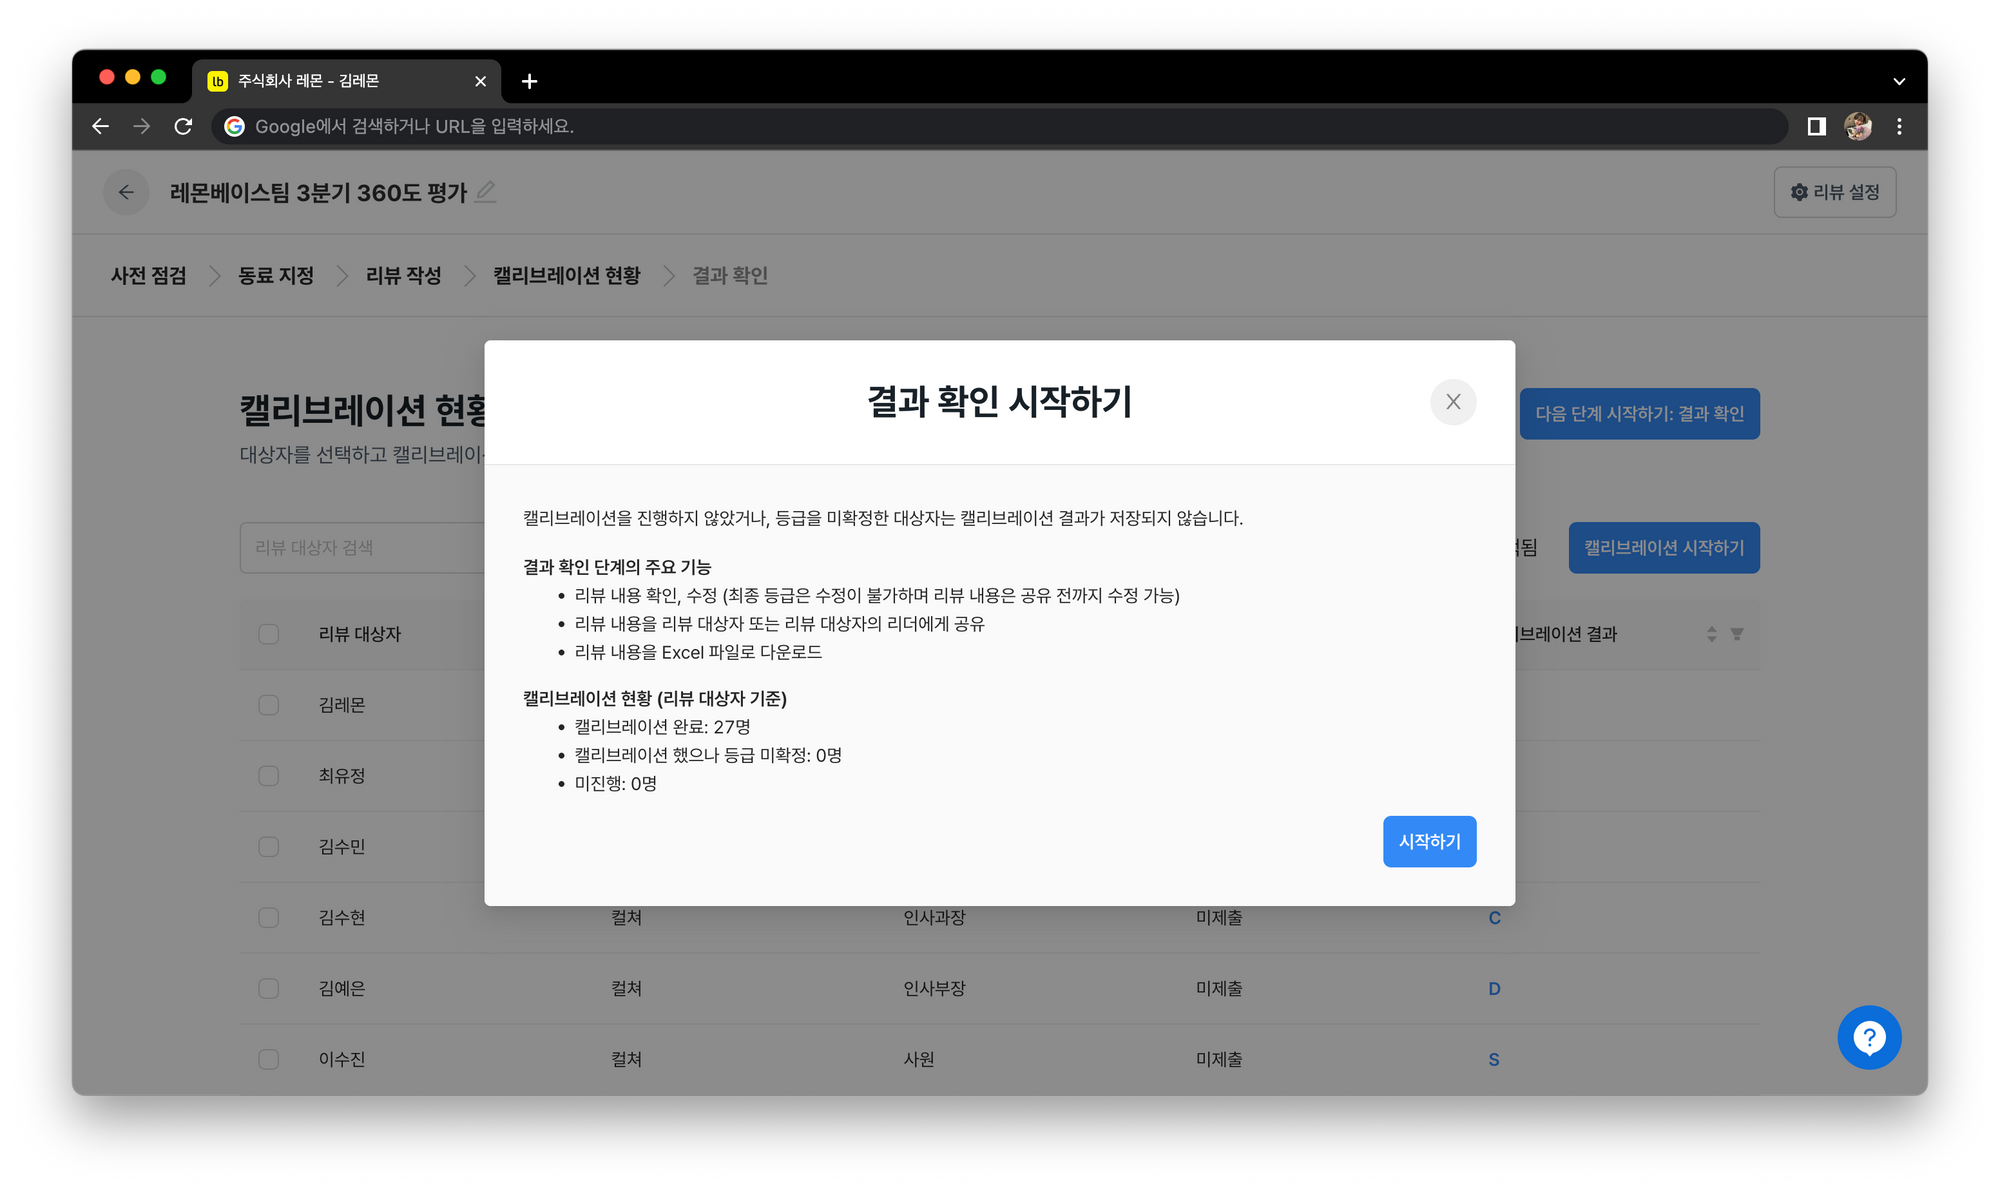 lb 주식회사 레몬 - 김레몬
Google에서 검색하거나 URL을 입력하세요.
레몬베이스팀 3분기 360도 평가
리뷰 설정
사전 점검 동료 지정 리뷰 작성 캘리브레이션 현황 결과 확인
결과 확인 시작하기
X
캘리브레이션 현황
대상자를 선택하고 캘리브레이
다음 단계 시작하기: 결과 확인
캘리브레이션을 진행하지 않았거나, 등급을 미확정한 대상자는 캘리브레이션 결과가 저장되지 않습니다.
결과 확인 단계의 주요 기능
• 리뷰 내용 확인, 수정 (최종 등급은 수정이 불가하며 리뷰 내용은 공유 전까지 수정 가능)
• 리뷰 내용을 리뷰 대상자 또는 리뷰 대상자의 리더에게 공유
• 리뷰 내용을 Excel 파일로 다운로드
캘리브레이션 현황 (리뷰 대상자 기준)
• 캘리브레이션 완료: 27명
• 캘리브레이션 했으나 등급 미확정: 0명
• 미진행: 0명
시작하기
리뷰 대상자 검색
됨
캘리브레이션 시작하기
리뷰 대상자
브레이션 결과
김레몬
최유정
김수민
김수현 컬쳐 인사과장 미제출 C
김예은 컬쳐 인사부장 미제출 D
이수진 컬쳐 사원 미제출 S
?